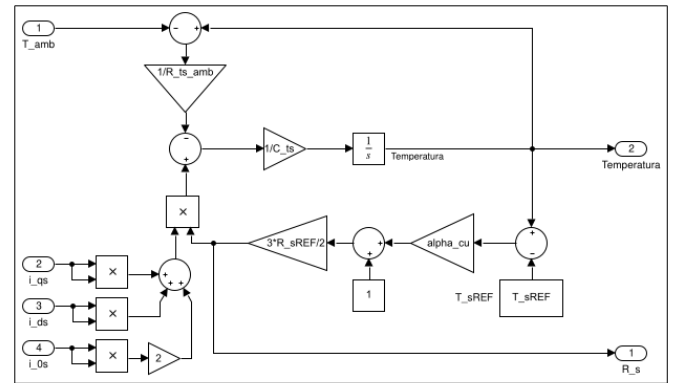 1
T_amb
−
+
1/R_ts_amb
−
+
1/C_ts
1
s
Temperatura
2
Temperatura
×
3*R_sREF/2
+
+
alpha_cu
+
−
1
T_sREF
T_sREF
2
i_qs
×
+
+ +
3
i_ds
×
4
i_0s
×
2
1
R_s